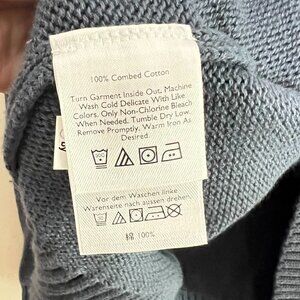 100% Combed Cotton
Turn Garment Inside Out, Machine
Wash Cold Delicate With Like
Colors, Only Non-Chlorine Bleach
When Needed. Tumble Dry Low.
Remove Promptly, Warm Iron As
Desired.
Vor dem Waschen linke
Warenseite nach aussen drehen.
綿 100%